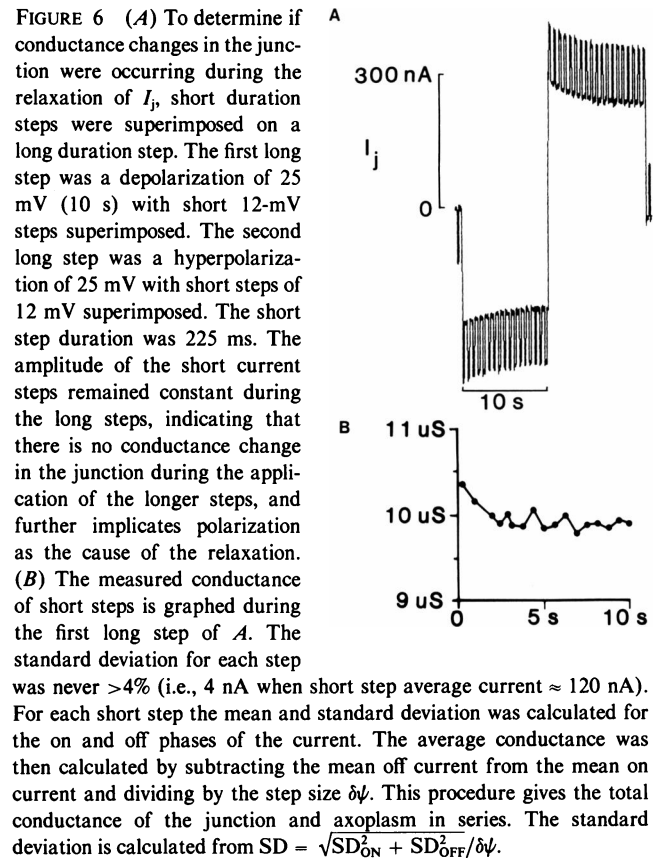 FIGURE 6 (A) To determine if
conductance changes in the junc-
tion were occurring during the
relaxation of Ij, short duration
steps were superimposed on a
long duration step. The first long
step was a depolarization of 25
mV (10 s) with short 12-mV
steps superimposed. The second
long step was a hyperpolariza-
tion of 25 mV with short steps of
12 mV superimposed. The short
step duration was 225 ms. The
amplitude of the short current
steps remained constant during
the long steps, indicating that
there is no conductance change
in the junction during the appli-
cation of the longer steps, and
further implicates polarization
as the cause of the relaxation.
(B) The measured conductance
of short steps is graphed during
the first long step of A. The
standard deviation for each step
was never >4% (i.e., 4 nA when short step average current ≈ 120 nA).
For each short step the mean and standard deviation was calculated for
the on and off phases of the current. The average conductance was
then calculated by subtracting the mean off current from the mean on
current and dividing by the step size δψ. This procedure gives the total
conductance of the junction and axoplasm in series. The standard
deviation is calculated from SD = √SD²ON + SD²OFF/δψ.
A
300 nA
Ij
0
10 s
B
11 uS
10 uS
9 uS
0 5 s 10 s